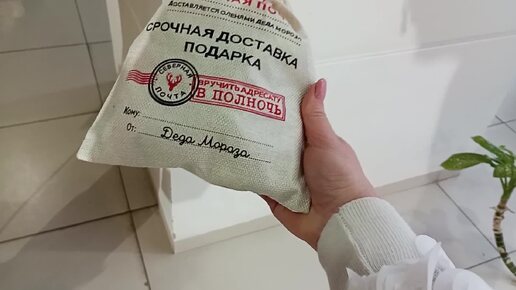 ДОСТАВЛЯЕТСЯ ОЛЕНЯМИ ДЕДА МОРОЗА
СРОЧНАЯ ДОСТАВКА
ПОДАРКА
СЕВЕРНАЯ
ПОЧТА
ВРУЧИТЬ АДРЕСАТУ
В ПОЛНОЧЬ
Кому:
От: Деда Мороза